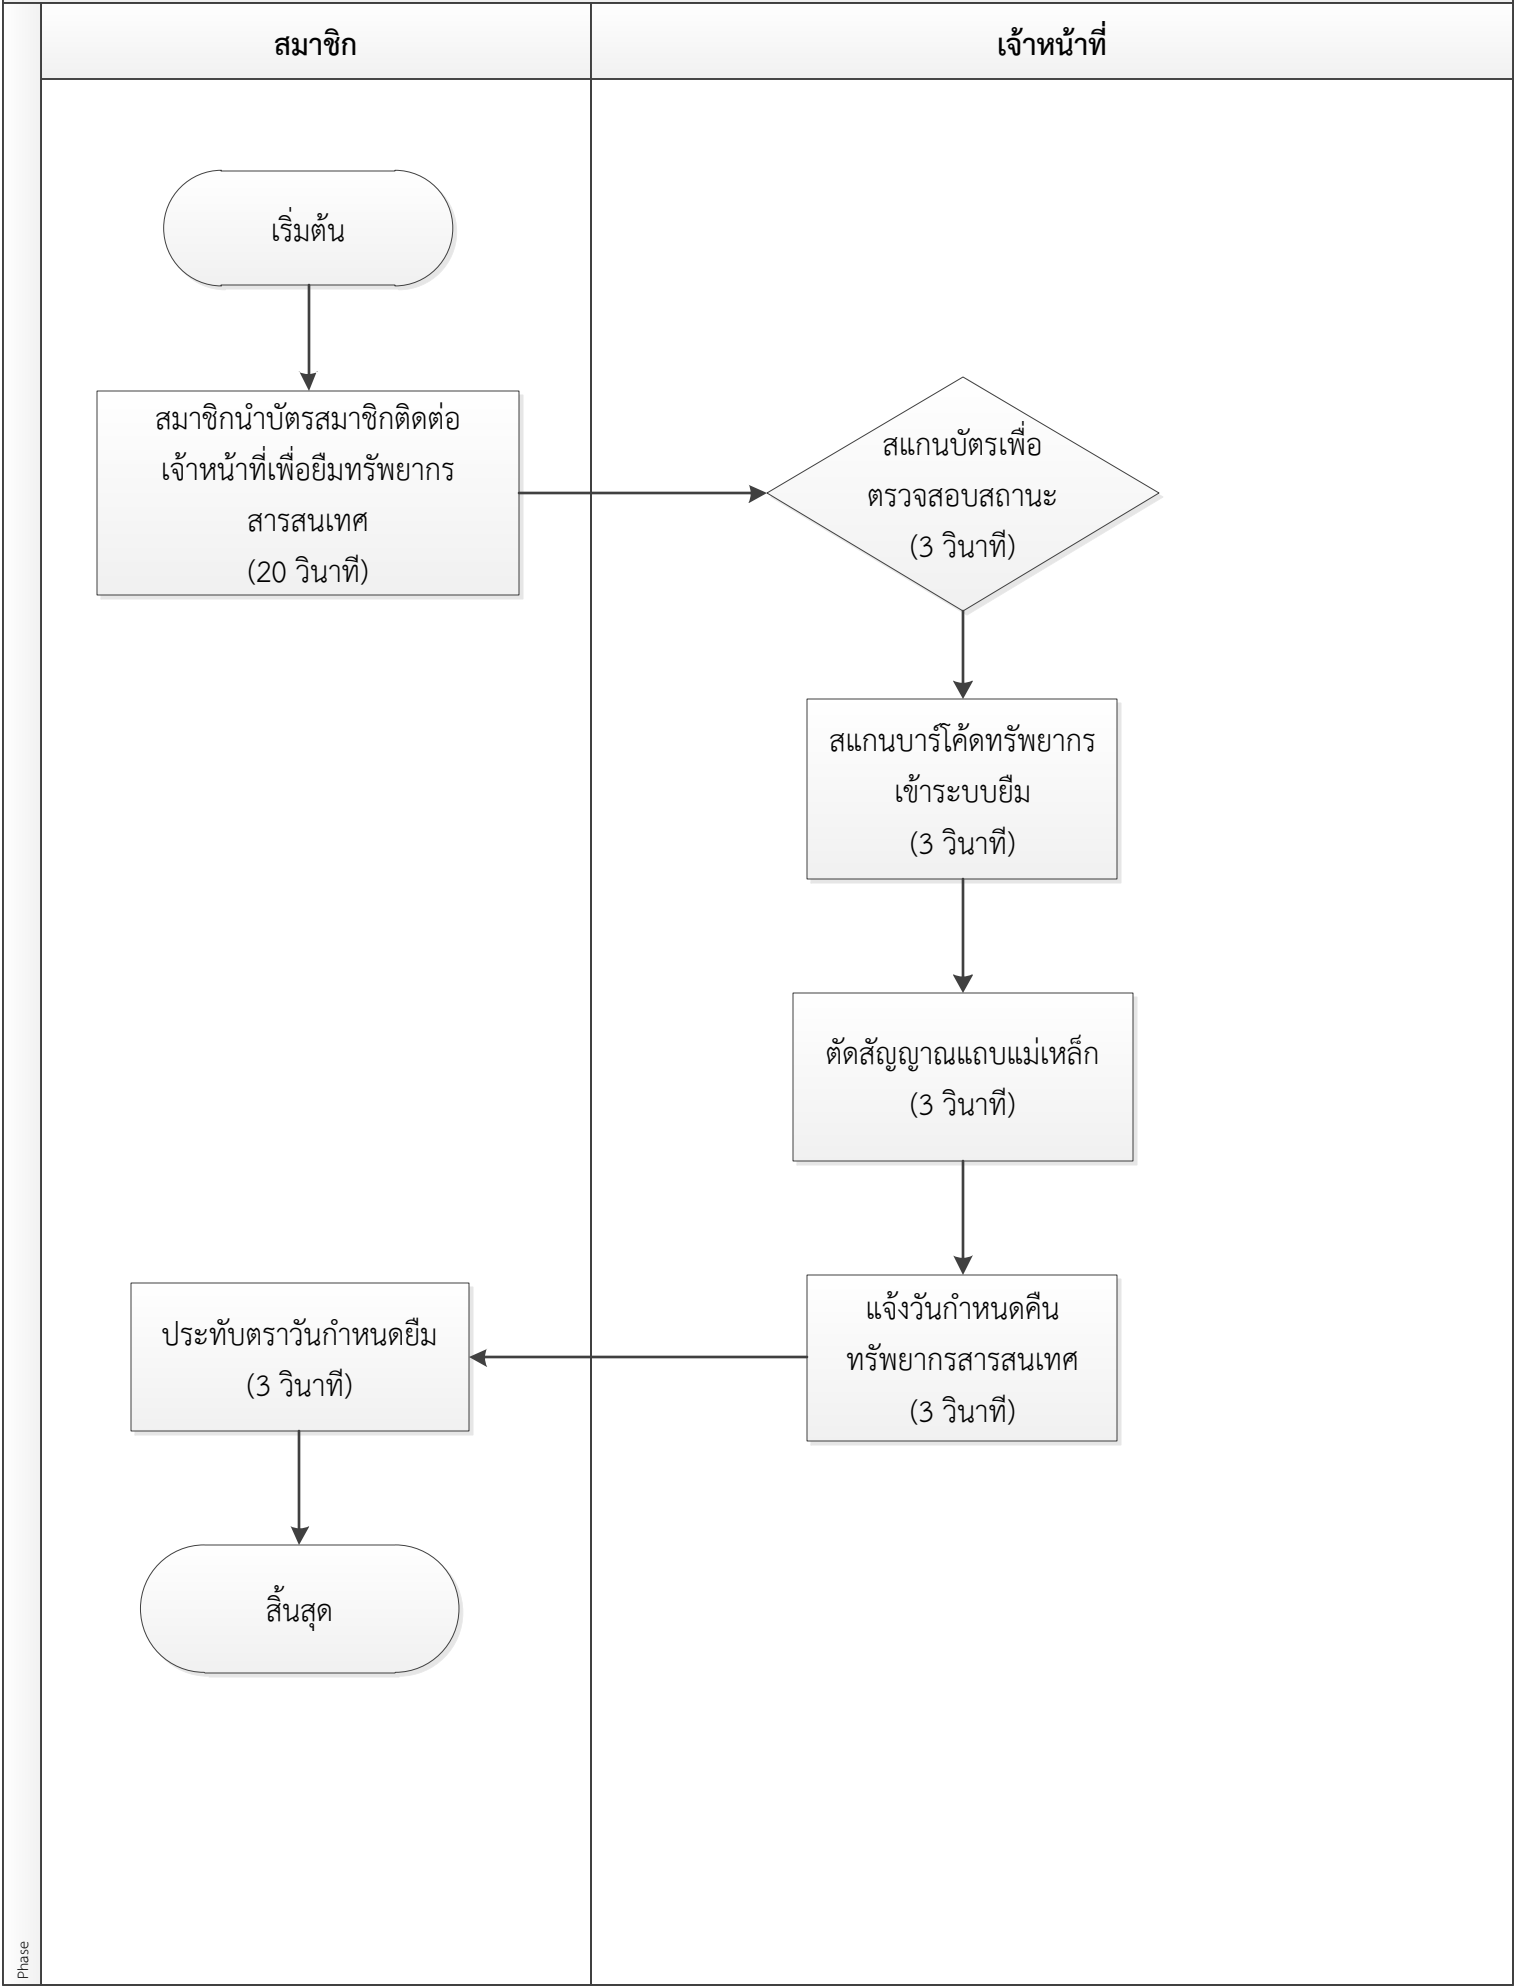 สมาชิก
เจ้าหน้าที่
เริ่มต้น
สมาชิกนำบัตรสมาชิกติดต่อ
เจ้าหน้าที่เพื่อยืมทรัพยากร
สารสนเทศ
(20 วินาที)
สแกนบัตรเพื่อ
ตรวจสอบสถานะ
(3 วินาที)
สแกนบาร์โค้ดทรัพยากร
เข้าระบบยืม
(3 วินาที)
ตัดสัญญาณแถบแม่เหล็ก
(3 วินาที)
แจ้งวันกำหนดคืน
ทรัพยากรสารสนเทศ
(3 วินาที)
ประทับตราวันกำหนดยืม
(3 วินาที)
สิ้นสุด
Phase